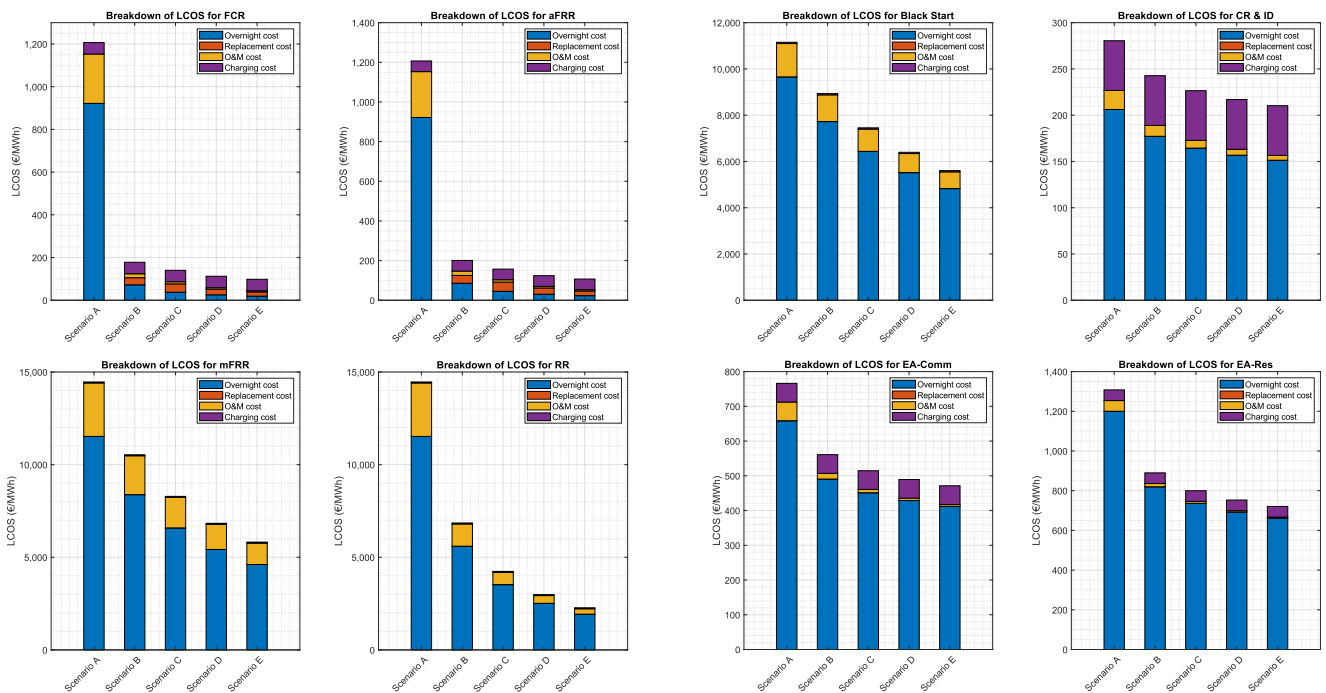 Breakdown of LCOS for FCR
LCOS (€/MWh)
1,200
1,000
800
600
400
200
0
Overnight cost
Replacement cost
O&M cost
Charging cost
Scenario A
Scenario B
Scenario C
Scenario D
Scenario E
Breakdown of LCOS for aFRR
LCOS (€/MWh)
1,400
1,200
1,000
800
600
400
200
0
Overnight cost
Replacement cost
O&M cost
Charging cost
Scenario A
Scenario B
Scenario C
Scenario D
Scenario E
Breakdown of LCOS for Black Start
LCOS (€/MWh)
12,000
10,000
8,000
6,000
4,000
2,000
0
Overnight cost
Replacement cost
O&M cost
Charging cost
Scenario A
Scenario B
Scenario C
Scenario D
Scenario E
Breakdown of LCOS for CR & ID
LCOS (€/MWh)
300
250
200
150
100
50
0
Overnight cost
Replacement cost
O&M cost
Charging cost
Scenario A
Scenario B
Scenario C
Scenario D
Scenario E
Breakdown of LCOS for mFRR
LCOS (€/MWh)
15,000
10,000
5,000
0
Overnight cost
Replacement cost
O&M cost
Charging cost
Scenario A
Scenario B
Scenario C
Scenario D
Scenario E
Breakdown of LCOS for RR
LCOS (€/MWh)
15,000
10,000
5,000
0
Overnight cost
Replacement cost
O&M cost
Charging cost
Scenario A
Scenario B
Scenario C
Scenario D
Scenario E
Breakdown of LCOS for EA-Comm
LCOS (€/MWh)
800
700
600
500
400
300
200
100
0
Overnight cost
Replacement cost
O&M cost
Charging cost
Scenario A
Scenario B
Scenario C
Scenario D
Scenario E
Breakdown of LCOS for EA-Res
LCOS (€/MWh)
1,400
1,200
1,000
800
600
400
200
0
Overnight cost
Replacement cost
O&M cost
Charging cost
Scenario A
Scenario B
Scenario C
Scenario D
Scenario E